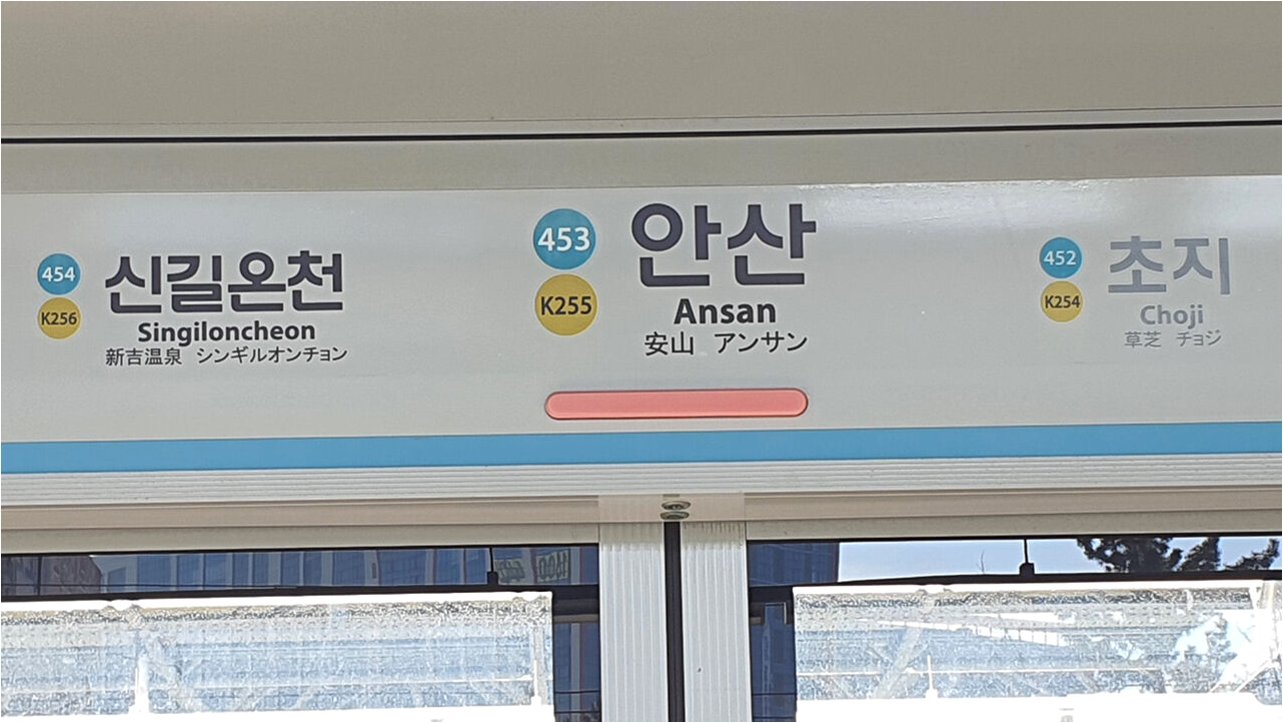 454
K256
신길온천
Singiloncheon
新吉温泉 シンギルオンチョン
453
K255
안산
Ansan
安山 アンサン
452
K254
초지
Choji
草芝 チョジ